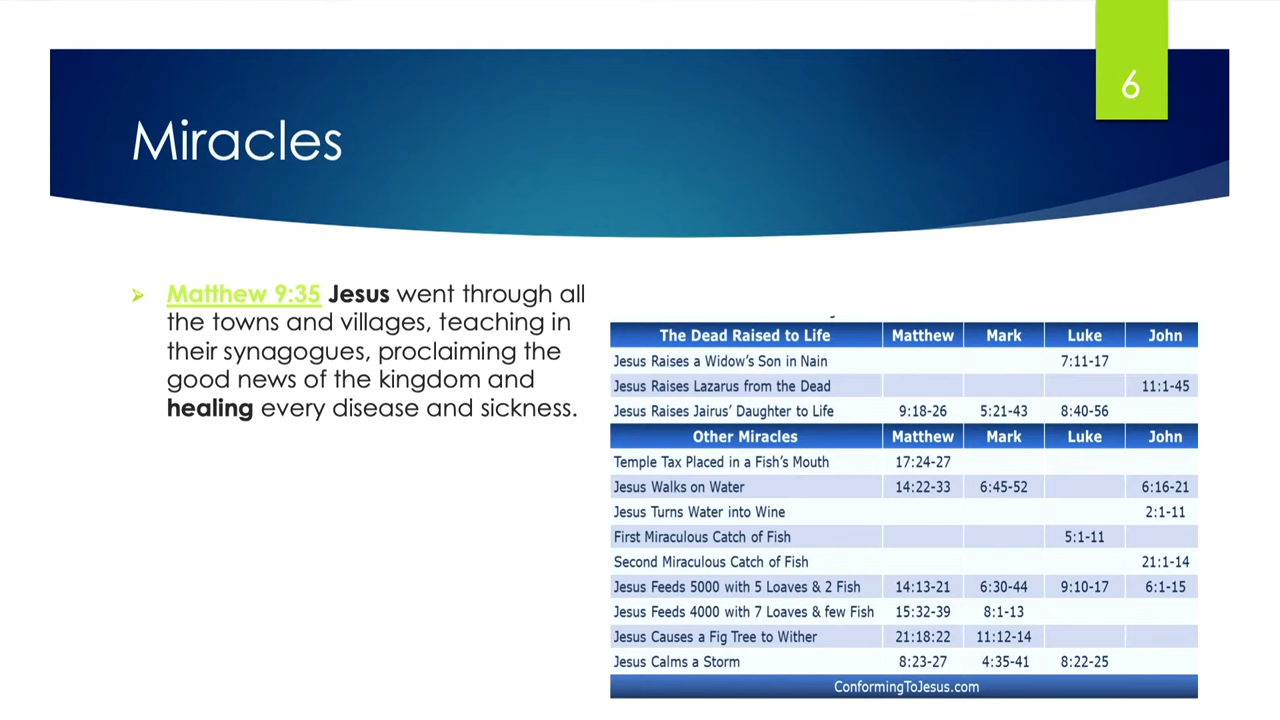 6
Miracles
Matthew 9:35 Jesus went through all
the towns and villages, teaching in
their synagogues, proclaiming the
good news of the kingdom and
healing every disease and sickness.
The Dead Raised to Life Matthew Mark Luke John
Jesus Raises a Widow's Son in Nain 7:11-17
Jesus Raises Lazarus from the Dead 11:1-45
Jesus Raises Jairus' Daughter to Life 9:18-26 5:21-43 8:40-56
Other Miracles Matthew Mark Luke John
Temple Tax Placed in a Fish's Mouth 17:24-27
Jesus Walks on Water 14:22-33 6:45-52 6:16-21
Jesus Turns Water into Wine 2:1-11
First Miraculous Catch of Fish 5:1-11
Second Miraculous Catch of Fish 21:1-14
Jesus Feeds 5000 with 5 Loaves & 2 Fish 14:13-21 6:30-44 9:10-17 6:1-15
Jesus Feeds 4000 with 7 Loaves & few Fish 15:32-39 8:1-13
Jesus Causes a Fig Tree to Wither 21:18:22 11:12-14
Jesus Calms a Storm 8:23-27 4:35-41 8:22-25
ConformingToJesus.com